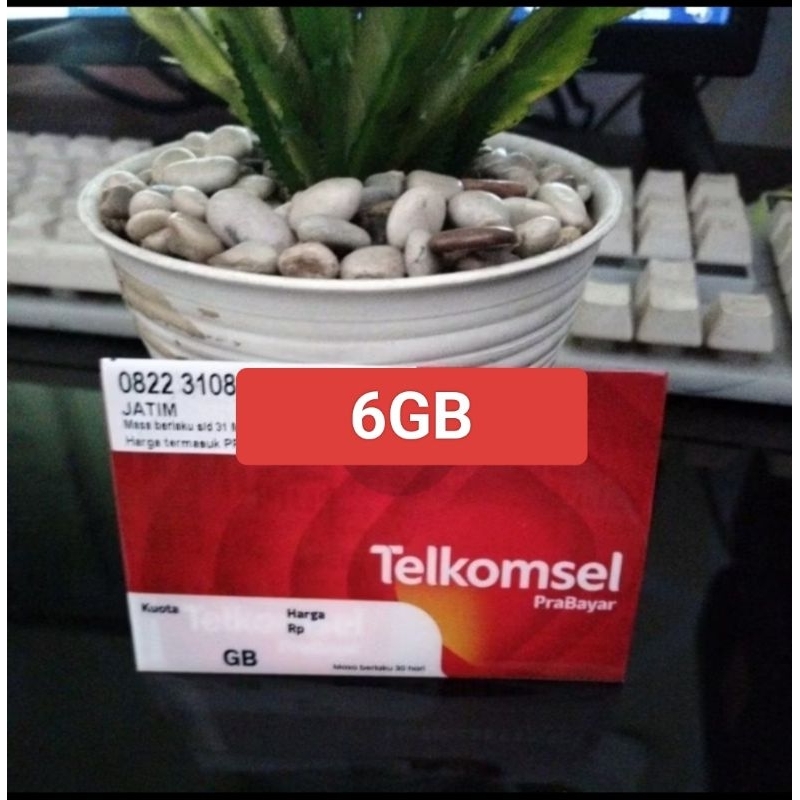 0822 3108
JATIM
Masa berlaku s/d 31 M
Harga termasuk PP
6GB
Telkomsel
PraBayar
Kuota
Harga
Rp
GB
Masa berlaku 30 hari